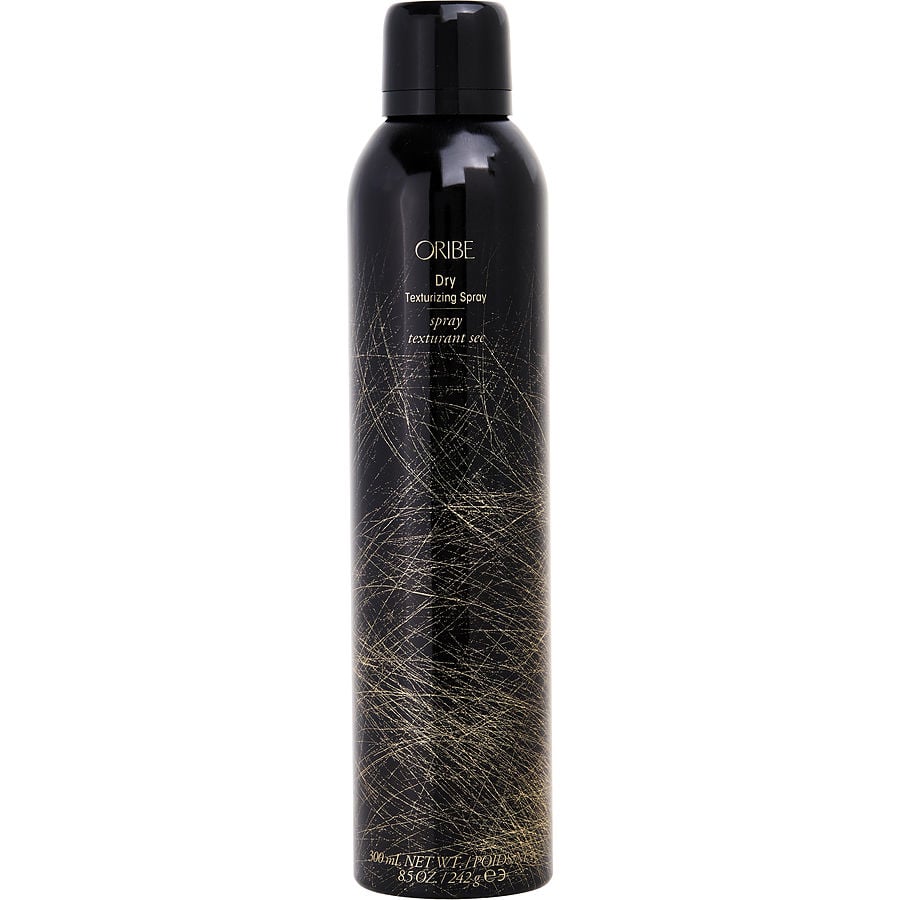 ORIBE
Dry
Texturizing Spray
spray
texturant sec
300 mL NET WT. / POIDS
8.5 OZ. / 242 g ℮